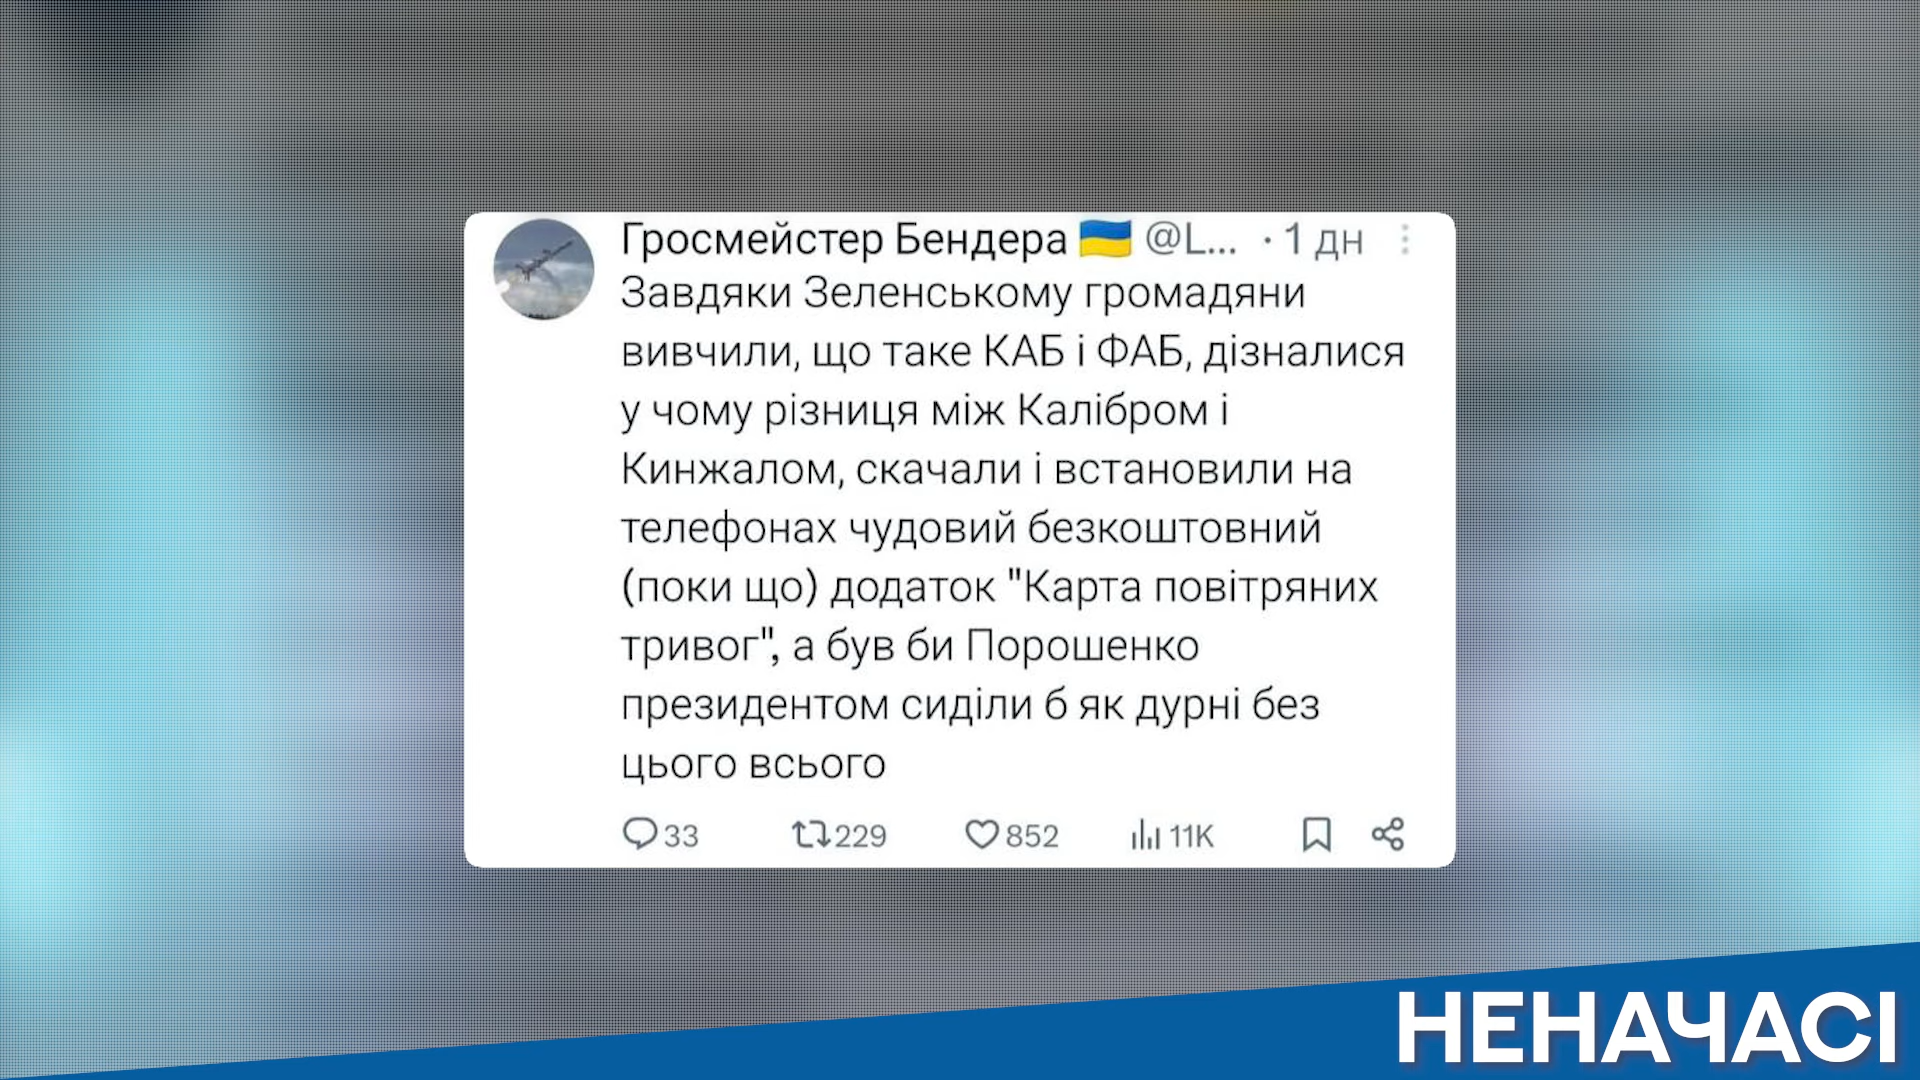 Гросмейстер Бендера 🇺🇦 @L... · 1 дн
Завдяки Зеленському громадяни
вивчили, що таке КАБ і ФАБ, дізналися
у чому різниця між Калібром і
Кинжалом, скачали і встановили на
телефонах чудовий безкоштовний
(поки що) додаток "Карта повітряних
тривог", а був би Порошенко
президентом сиділи б як дурні без
цього всього
33 229 852 11K
НЕНАЧАСІ